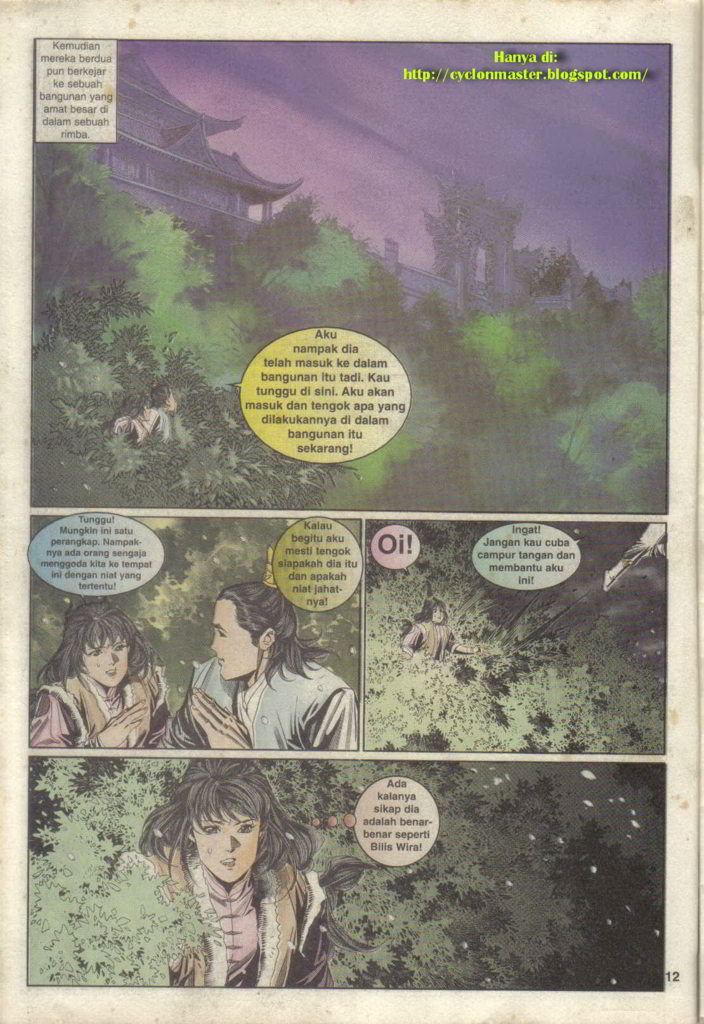 Kemudian
mereka berdua
pun berkejar
ke sebuah
bangunan yang
amat besar di
dalam sebuah
rimba.
Hanya di:
http://cyclonmaster.blogspot.com/
Aku
nampak dia
telah masuk ke dalam
bangunan itu tadi. Kau
tunggu di sini. Aku akan
masuk dan tengok apa yang
dilakukannya di dalam
bangunan itu
sekarang!
Tunggu!
Mungkin ini satu
perangkap. Nampak-
nya ada orang sengaja
menggoda kita ke tempat
ini dengan niat yang
tertentu!
Kalau
begitu aku
mesti tengok
siapakah dia itu
dan apakah
niat jahat-
nya!
Oi!
Ingat!
Jangan kau cuba
campur tangan dan
membantu aku
ini!
Ada
kalanya
sikap dia
adalah benar-
benar seperti
Bilis Wira!
12